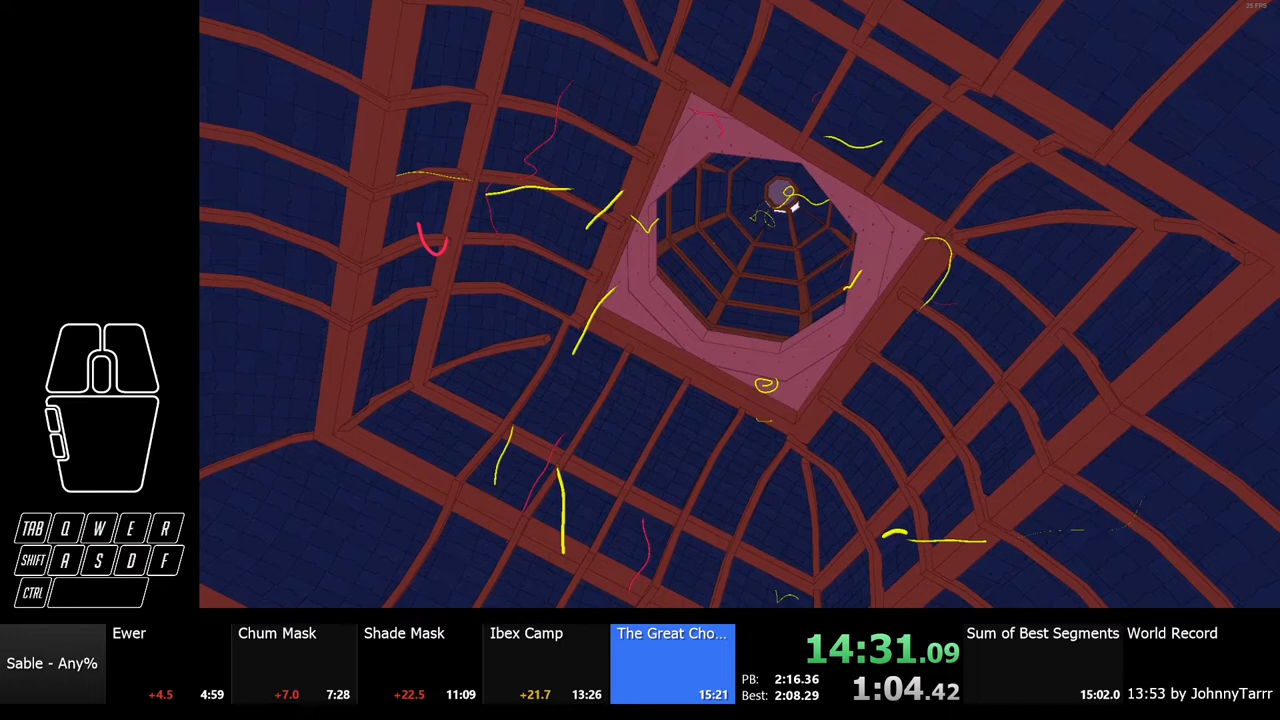 25 FPS
TAB Q W E R
SHIFT A S D F
CTRL
Sable - Any%
Ewer
+4.5 4:59
Chum Mask
+7.0 7:28
Shade Mask
+22.5 11:09
Ibex Camp
+21.7 13:26
The Great Cho...
15:21
14:31.09
PB: 2:16.36
Best: 2:08.29
1:04.42
Sum of Best Segments
15:02.0
World Record
13:53 by JohnnyTarrr